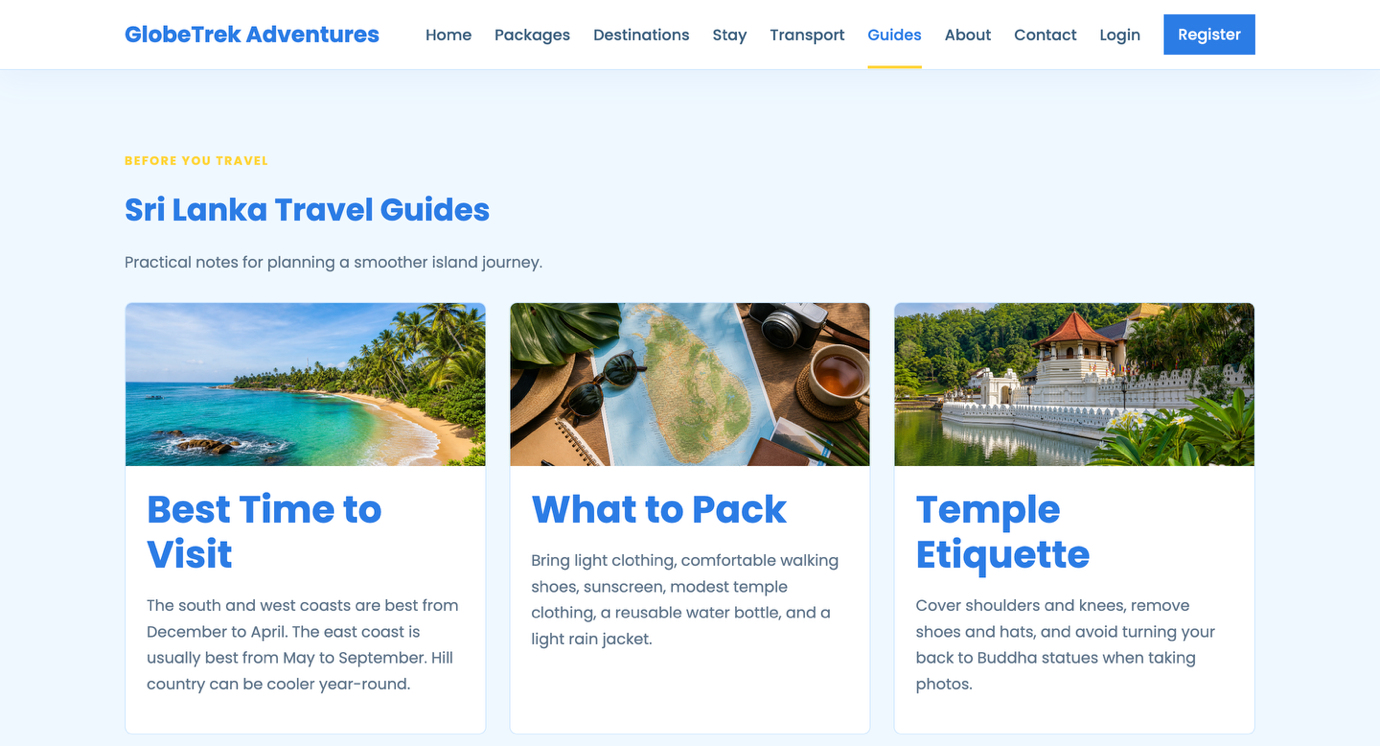 GlobeTrek Adventures
Home Packages Destinations Stay Transport Guides About Contact Login Register
BEFORE YOU TRAVEL
Sri Lanka Travel Guides
Practical notes for planning a smoother island journey.
Best Time to
Visit
The south and west coasts are best from
December to April. The east coast is
usually best from May to September. Hill
country can be cooler year-round.
What to Pack
Bring light clothing, comfortable walking
shoes, sunscreen, modest temple
clothing, a reusable water bottle, and a
light rain jacket.
Temple
Etiquette
Cover shoulders and knees, remove
shoes and hats, and avoid turning your
back to Buddha statues when taking
photos.